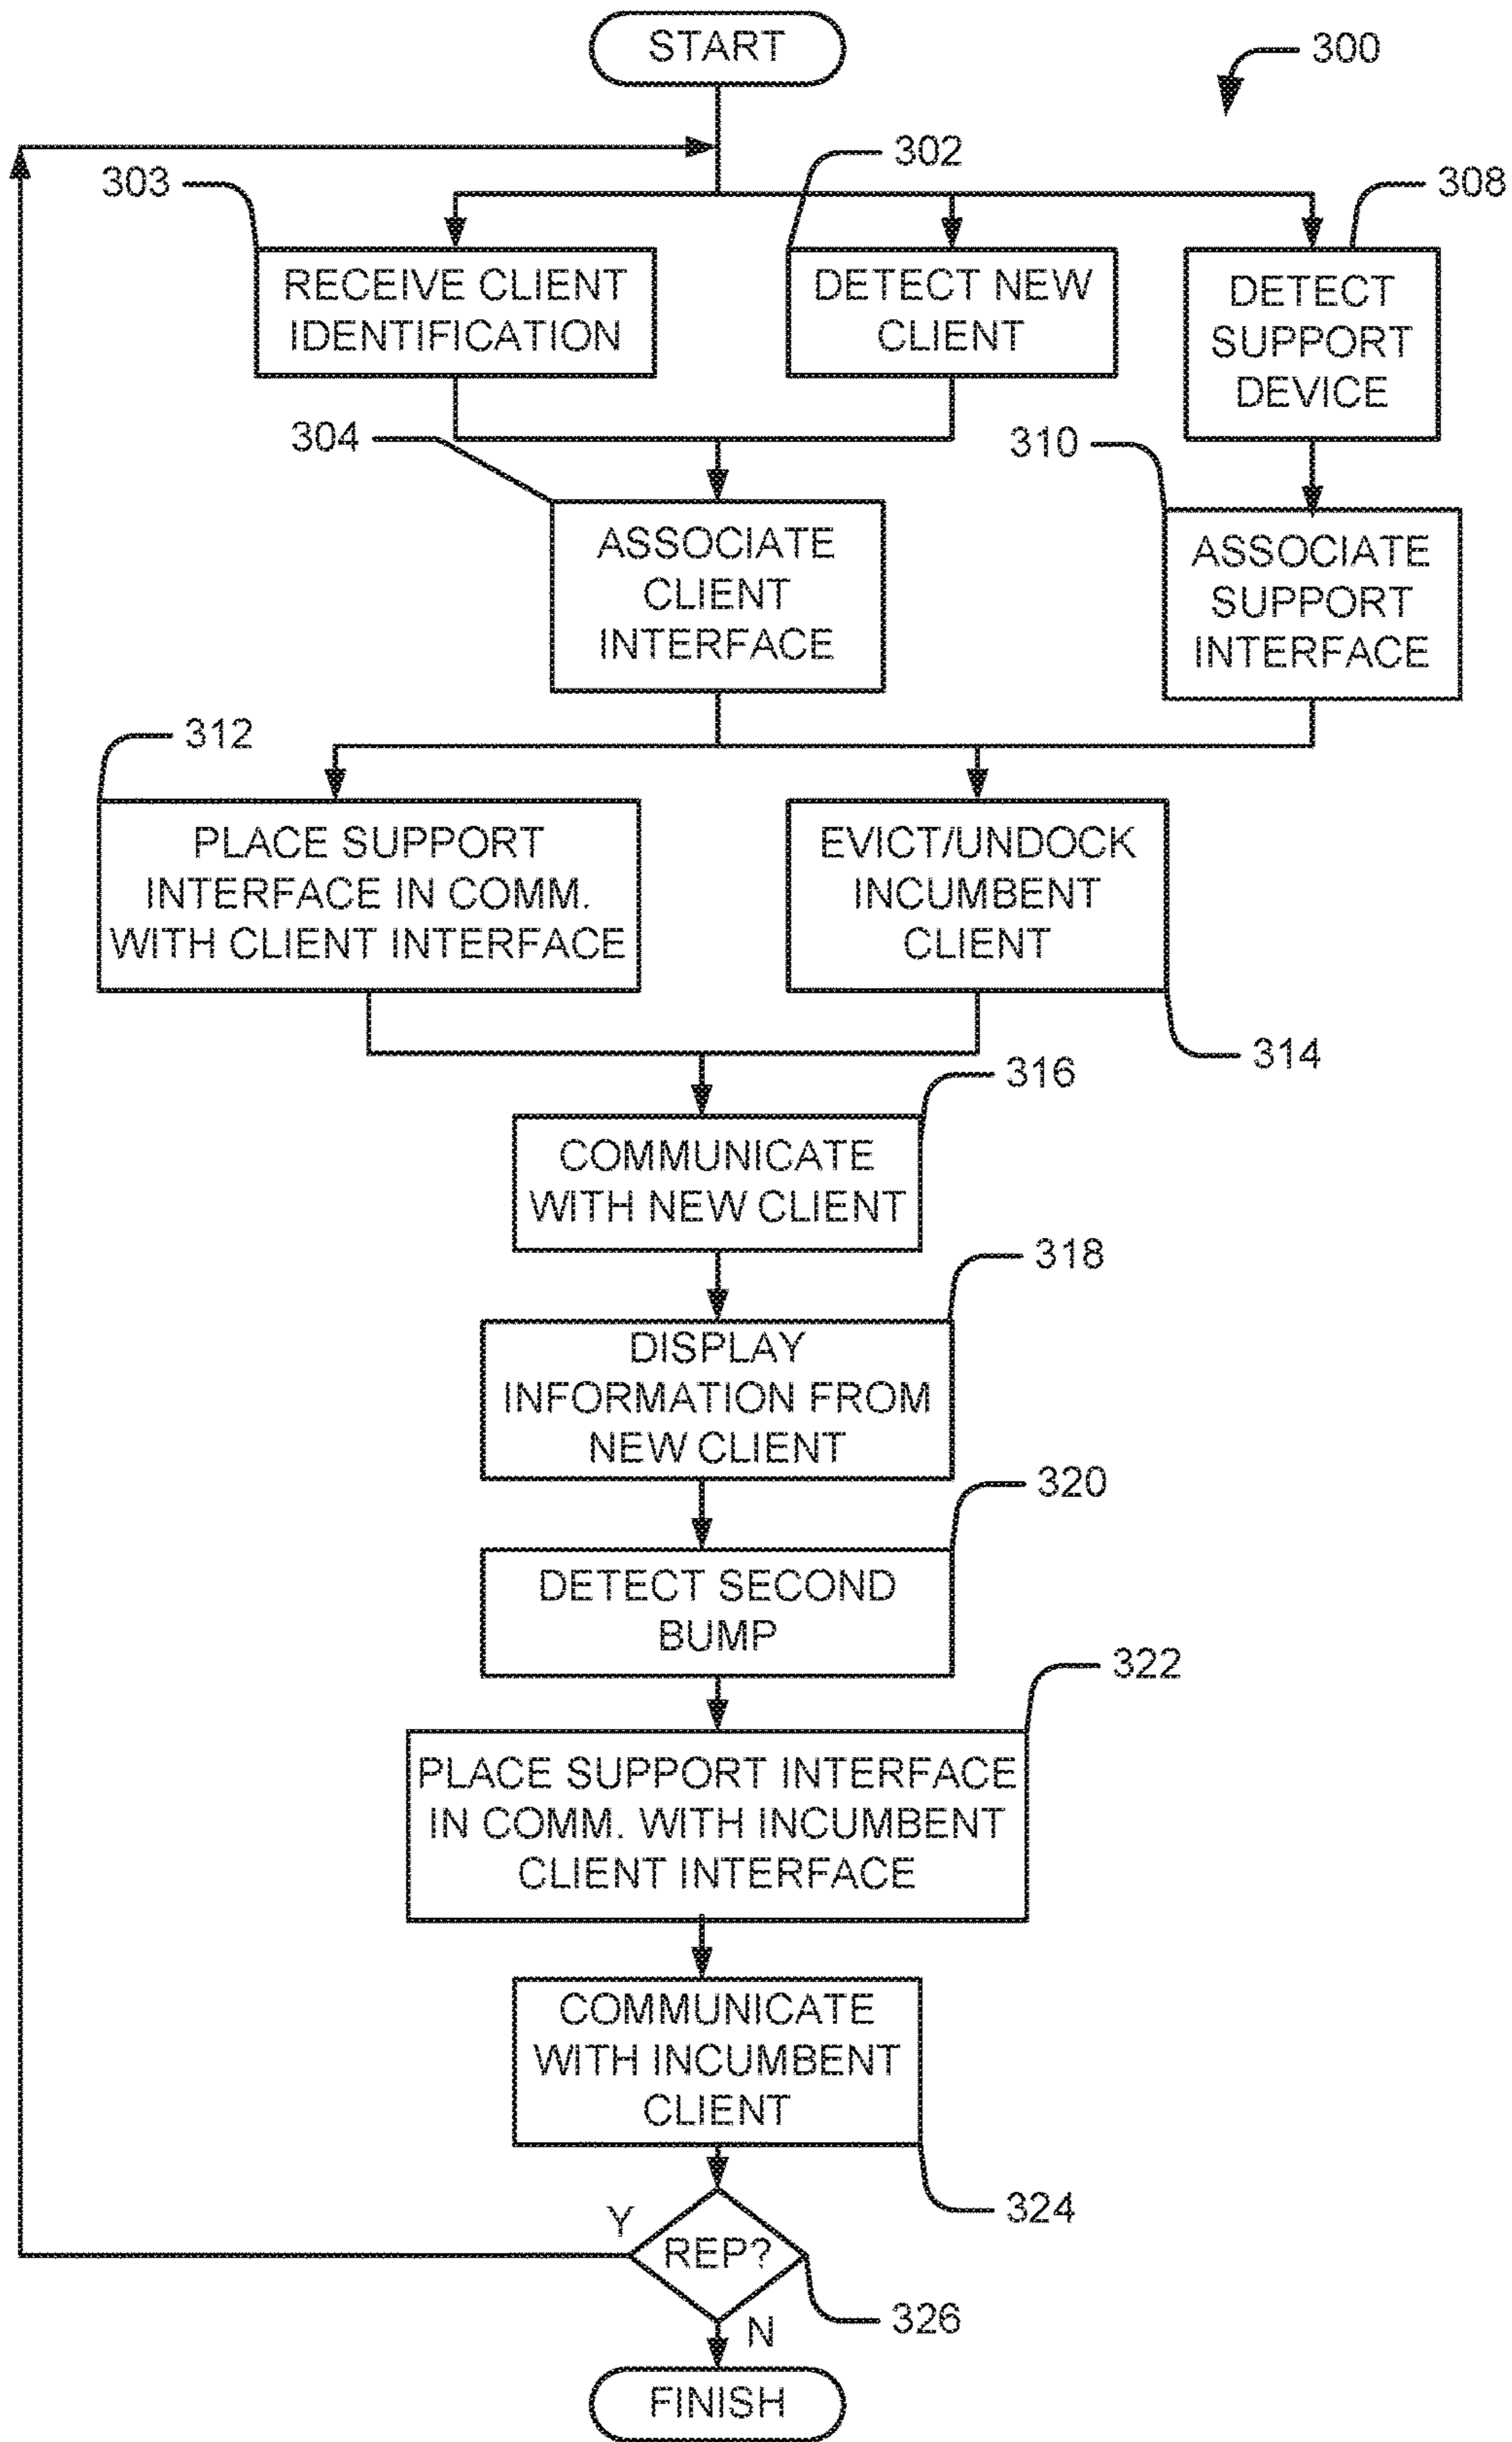 START
300
302
303
308
RECEIVE CLIENT
IDENTIFICATION
DETECT NEW
CLIENT
DETECT
SUPPORT
DEVICE
304
310
ASSOCIATE
CLIENT
INTERFACE
ASSOCIATE
SUPPORT
INTERFACE
312
PLACE SUPPORT
INTERFACE IN COMM.
WITH CLIENT INTERFACE
EVICT/UNDOCK
INCUMBENT
CLIENT
314
316
COMMUNICATE
WITH NEW CLIENT
318
DISPLAY
INFORMATION FROM
NEW CLIENT
320
DETECT SECOND
BUMP
322
PLACE SUPPORT INTERFACE
IN COMM. WITH INCUMBENT
CLIENT INTERFACE
COMMUNICATE
WITH INCUMBENT
CLIENT
324
Y
REP?
326
N
FINISH